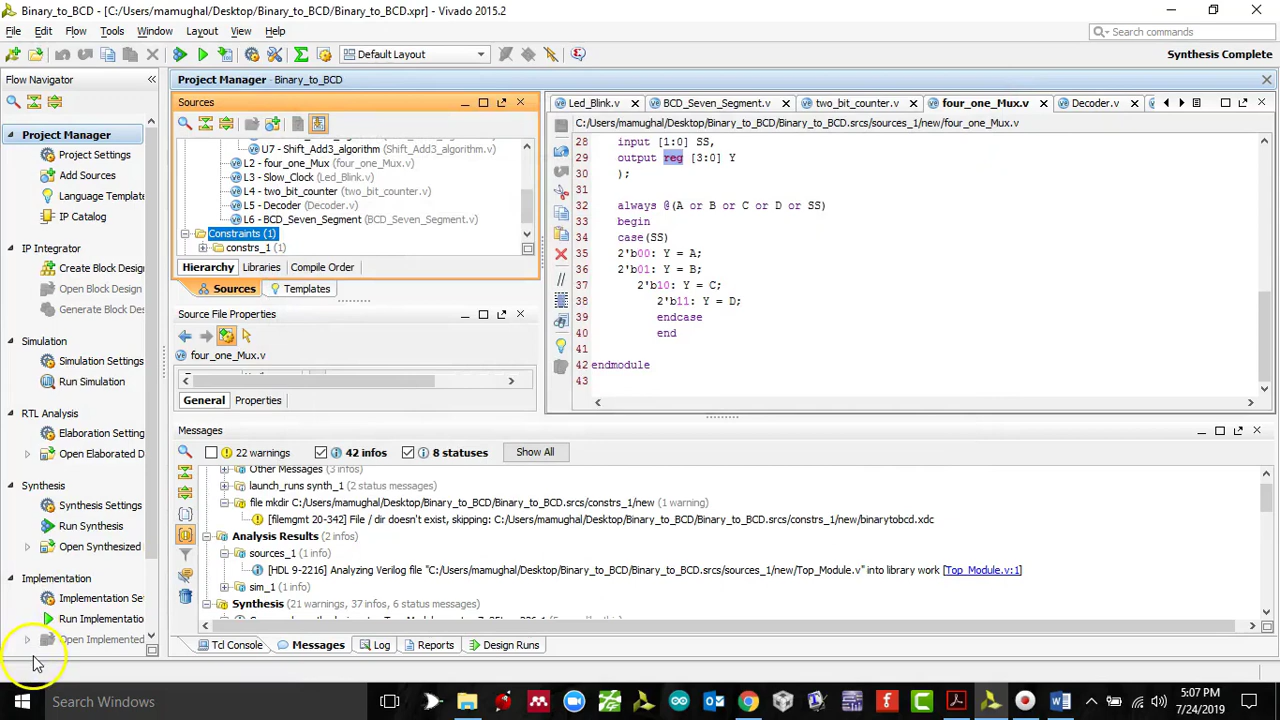 Binary_to_BCD - [C:/Users/mamughal/Desktop/Binary_to_BCD/Binary_to_BCD.xpr] - Vivado 2015.2
File Edit Flow Tools Window Layout View Help
Search commands
Default Layout
Synthesis Complete
Flow Navigator
Project Manager
Project Settings
Add Sources
Language Template
IP Catalog
IP Integrator
Create Block Desig
Open Block Design
Generate Block Des
Simulation
Simulation Settings
Run Simulation
RTL Analysis
Elaboration Setting
Open Elaborated D
Synthesis
Synthesis Settings
Run Synthesis
Open Synthesized
Implementation
Implementation Se
Run Implementatio
Open Implemented
Project Manager - Binary_to_BCD
Sources
U7 - Shift_Add3_algorithm (Shift_Add3_algorithm.v)
L2 - four_one_Mux (four_one_Mux.v)
L3 - Slow_Clock (Led_Blink.v)
L4 - two_bit_counter (two_bit_counter.v)
L5 - Decoder (Decoder.v)
L6 - BCD_Seven_Segment (BCD_Seven_Segment.v)
Constraints (1)
constrs_1 (1)
Hierarchy Libraries Compile Order
Sources Templates
Source File Properties
four_one_Mux.v
General Properties
Led_Blink.v BCD_Seven_Segment.v two_bit_counter.v four_one_Mux.v Decoder.v
C:/Users/mamughal/Desktop/Binary_to_BCD/Binary_to_BCD.srcs/sources_1/new/four_one_Mux.v
28 input [1:0] SS,
29 output reg [3:0] Y
30 );
31
32 always @(A or B or C or D or SS)
33 begin
34 case(SS)
35 2'b00: Y = A;
36 2'b01: Y = B;
37 2'b10: Y = C;
38 2'b11: Y = D;
39 endcase
40 end
41
42 endmodule
43
Messages
22 warnings 42 infos 8 statuses Show All
Other Messages (3 infos)
launch_runs synth_1 (2 status messages)
file mkdir C:/Users/mamughal/Desktop/Binary_to_BCD/Binary_to_BCD.srcs/constrs_1/new (1 warning)
[filemgmt 20-342] File / dir doesn't exist, skipping: C:/Users/mamughal/Desktop/Binary_to_BCD/Binary_to_BCD.srcs/constrs_1/new/binarytobcd.xdc
Analysis Results (2 infos)
sources_1 (1 info)
[HDL 9-2216] Analyzing Verilog file "C:/Users/mamughal/Desktop/Binary_to_BCD/Binary_to_BCD.srcs/sources_1/new/Top_Module.v" into library work [Top_Module.v:1]
sim_1 (1 info)
Synthesis (21 warnings, 37 infos, 6 status messages)
Tcl Console Messages Log Reports Design Runs
Search Windows
5:07 PM
7/24/2019